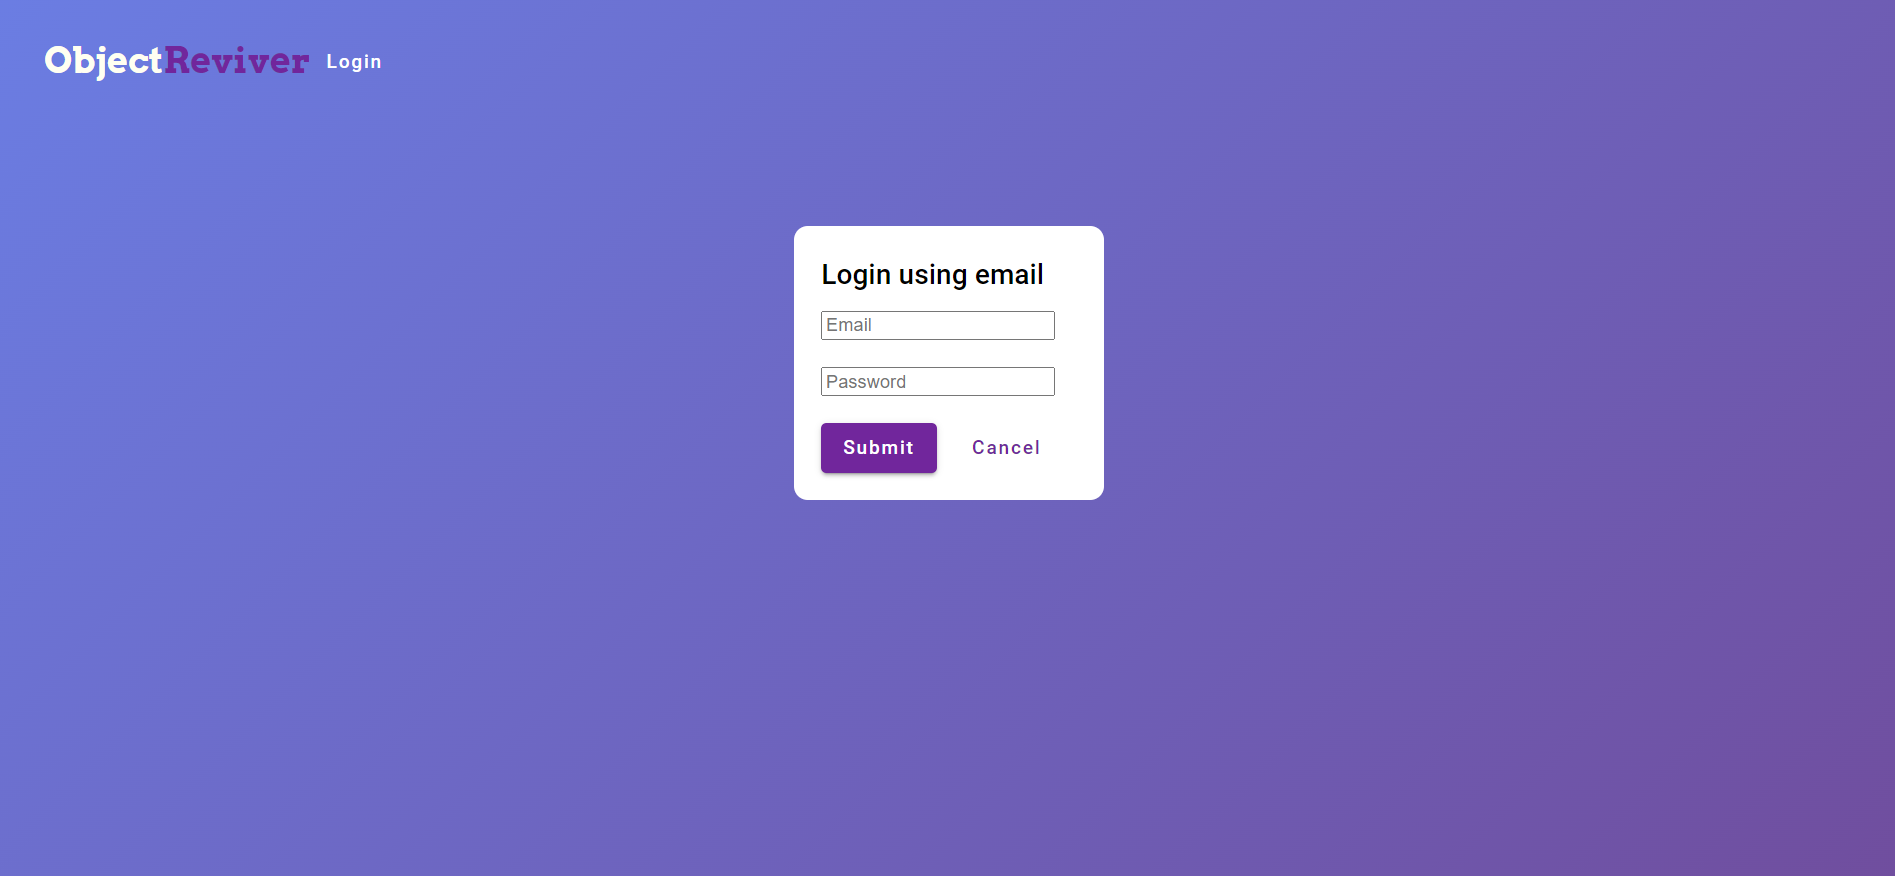 ObjectReviver Login
Login using email
Email
Password
Submit Cancel